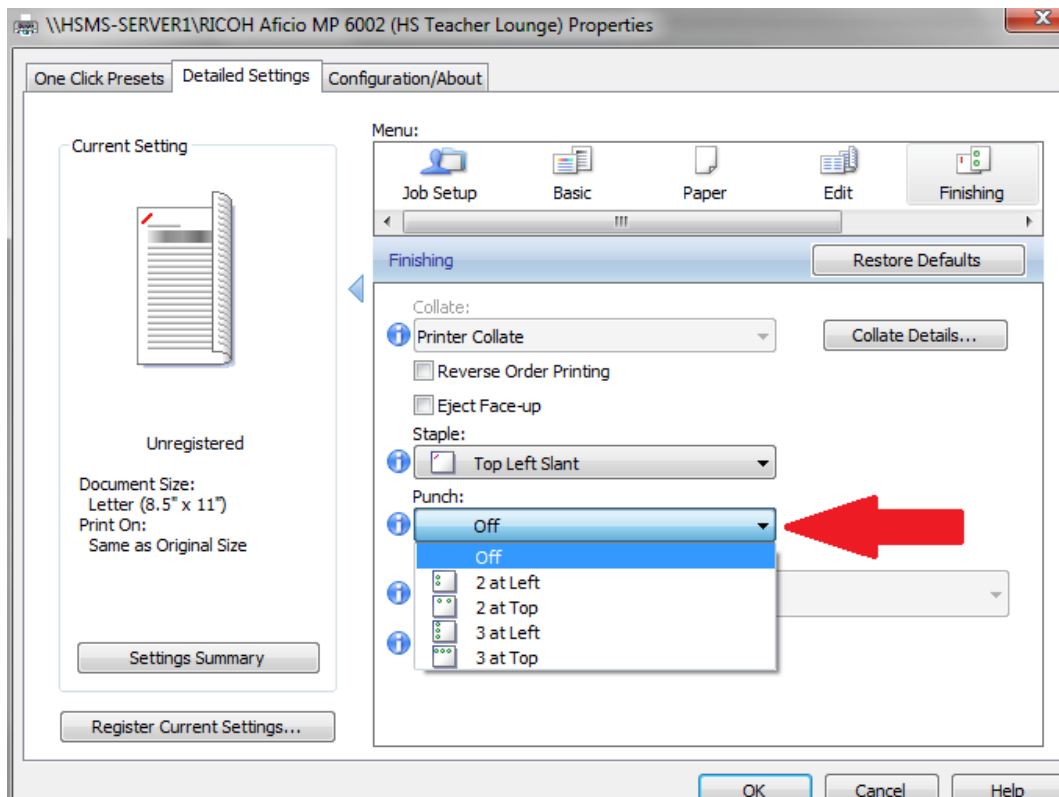 \\HSMS-SERVER1\RICOH Aficio MP 6002 (HS Teacher Lounge) Properties
One Click Presets
Detailed Settings
Configuration/About
Current Setting
Unregistered
Document Size:
Letter (8.5" x 11")
Print On:
Same as Original Size
Settings Summary
Register Current Settings...
Menu:
Job Setup
Basic
Paper
Edit
Finishing
Finishing
Restore Defaults
Collate:
Printer Collate
Collate Details...
Reverse Order Printing
Eject Face-up
Staple:
Top Left Slant
Punch:
Off
Off
2 at Left
2 at Top
3 at Left
3 at Top
OK
Cancel
Help